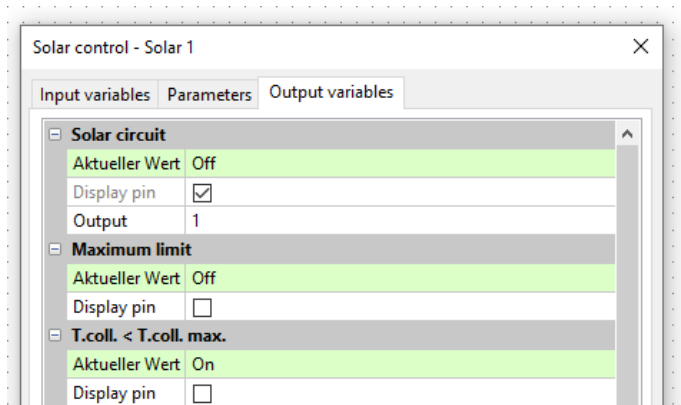 Solar control - Solar 1
Input variables Parameters Output variables
Solar circuit
Aktueller Wert Off
Display pin
Output 1
Maximum limit
Aktueller Wert Off
Display pin
T.coll. < T.coll. max.
Aktueller Wert On
Display pin